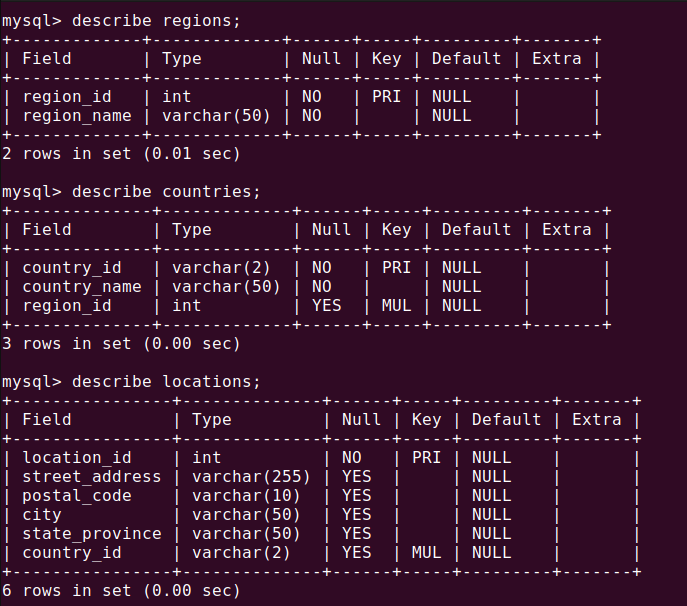 mysql> describe regions;
+-------------+-------------+------+-----+---------+-------+
| Field       | Type        | Null | Key | Default | Extra |
+-------------+-------------+------+-----+---------+-------+
| region_id   | int         | NO   | PRI | NULL    |       |
| region_name | varchar(50) | NO   |     | NULL    |       |
+-------------+-------------+------+-----+---------+-------+
2 rows in set (0.01 sec)
mysql> describe countries;
+--------------+-------------+------+-----+---------+-------+
| Field        | Type        | Null | Key | Default | Extra |
+--------------+-------------+------+-----+---------+-------+
| country_id   | varchar(2)  | NO   | PRI | NULL    |       |
| country_name | varchar(50) | NO   |     | NULL    |       |
| region_id    | int         | YES  | MUL | NULL    |       |
+--------------+-------------+------+-----+---------+-------+
3 rows in set (0.00 sec)
mysql> describe locations;
+----------------+--------------+------+-----+---------+-------+
| Field          | Type         | Null | Key | Default | Extra |
+----------------+--------------+------+-----+---------+-------+
| location_id    | int          | NO   | PRI | NULL    |       |
| street_address | varchar(255) | YES  |     | NULL    |       |
| postal_code    | varchar(10)  | YES  |     | NULL    |       |
| city           | varchar(50)  | YES  |     | NULL    |       |
| state_province | varchar(50)  | YES  |     | NULL    |       |
| country_id     | varchar(2)   | YES  | MUL | NULL    |       |
+----------------+--------------+------+-----+---------+-------+
6 rows in set (0.00 sec)